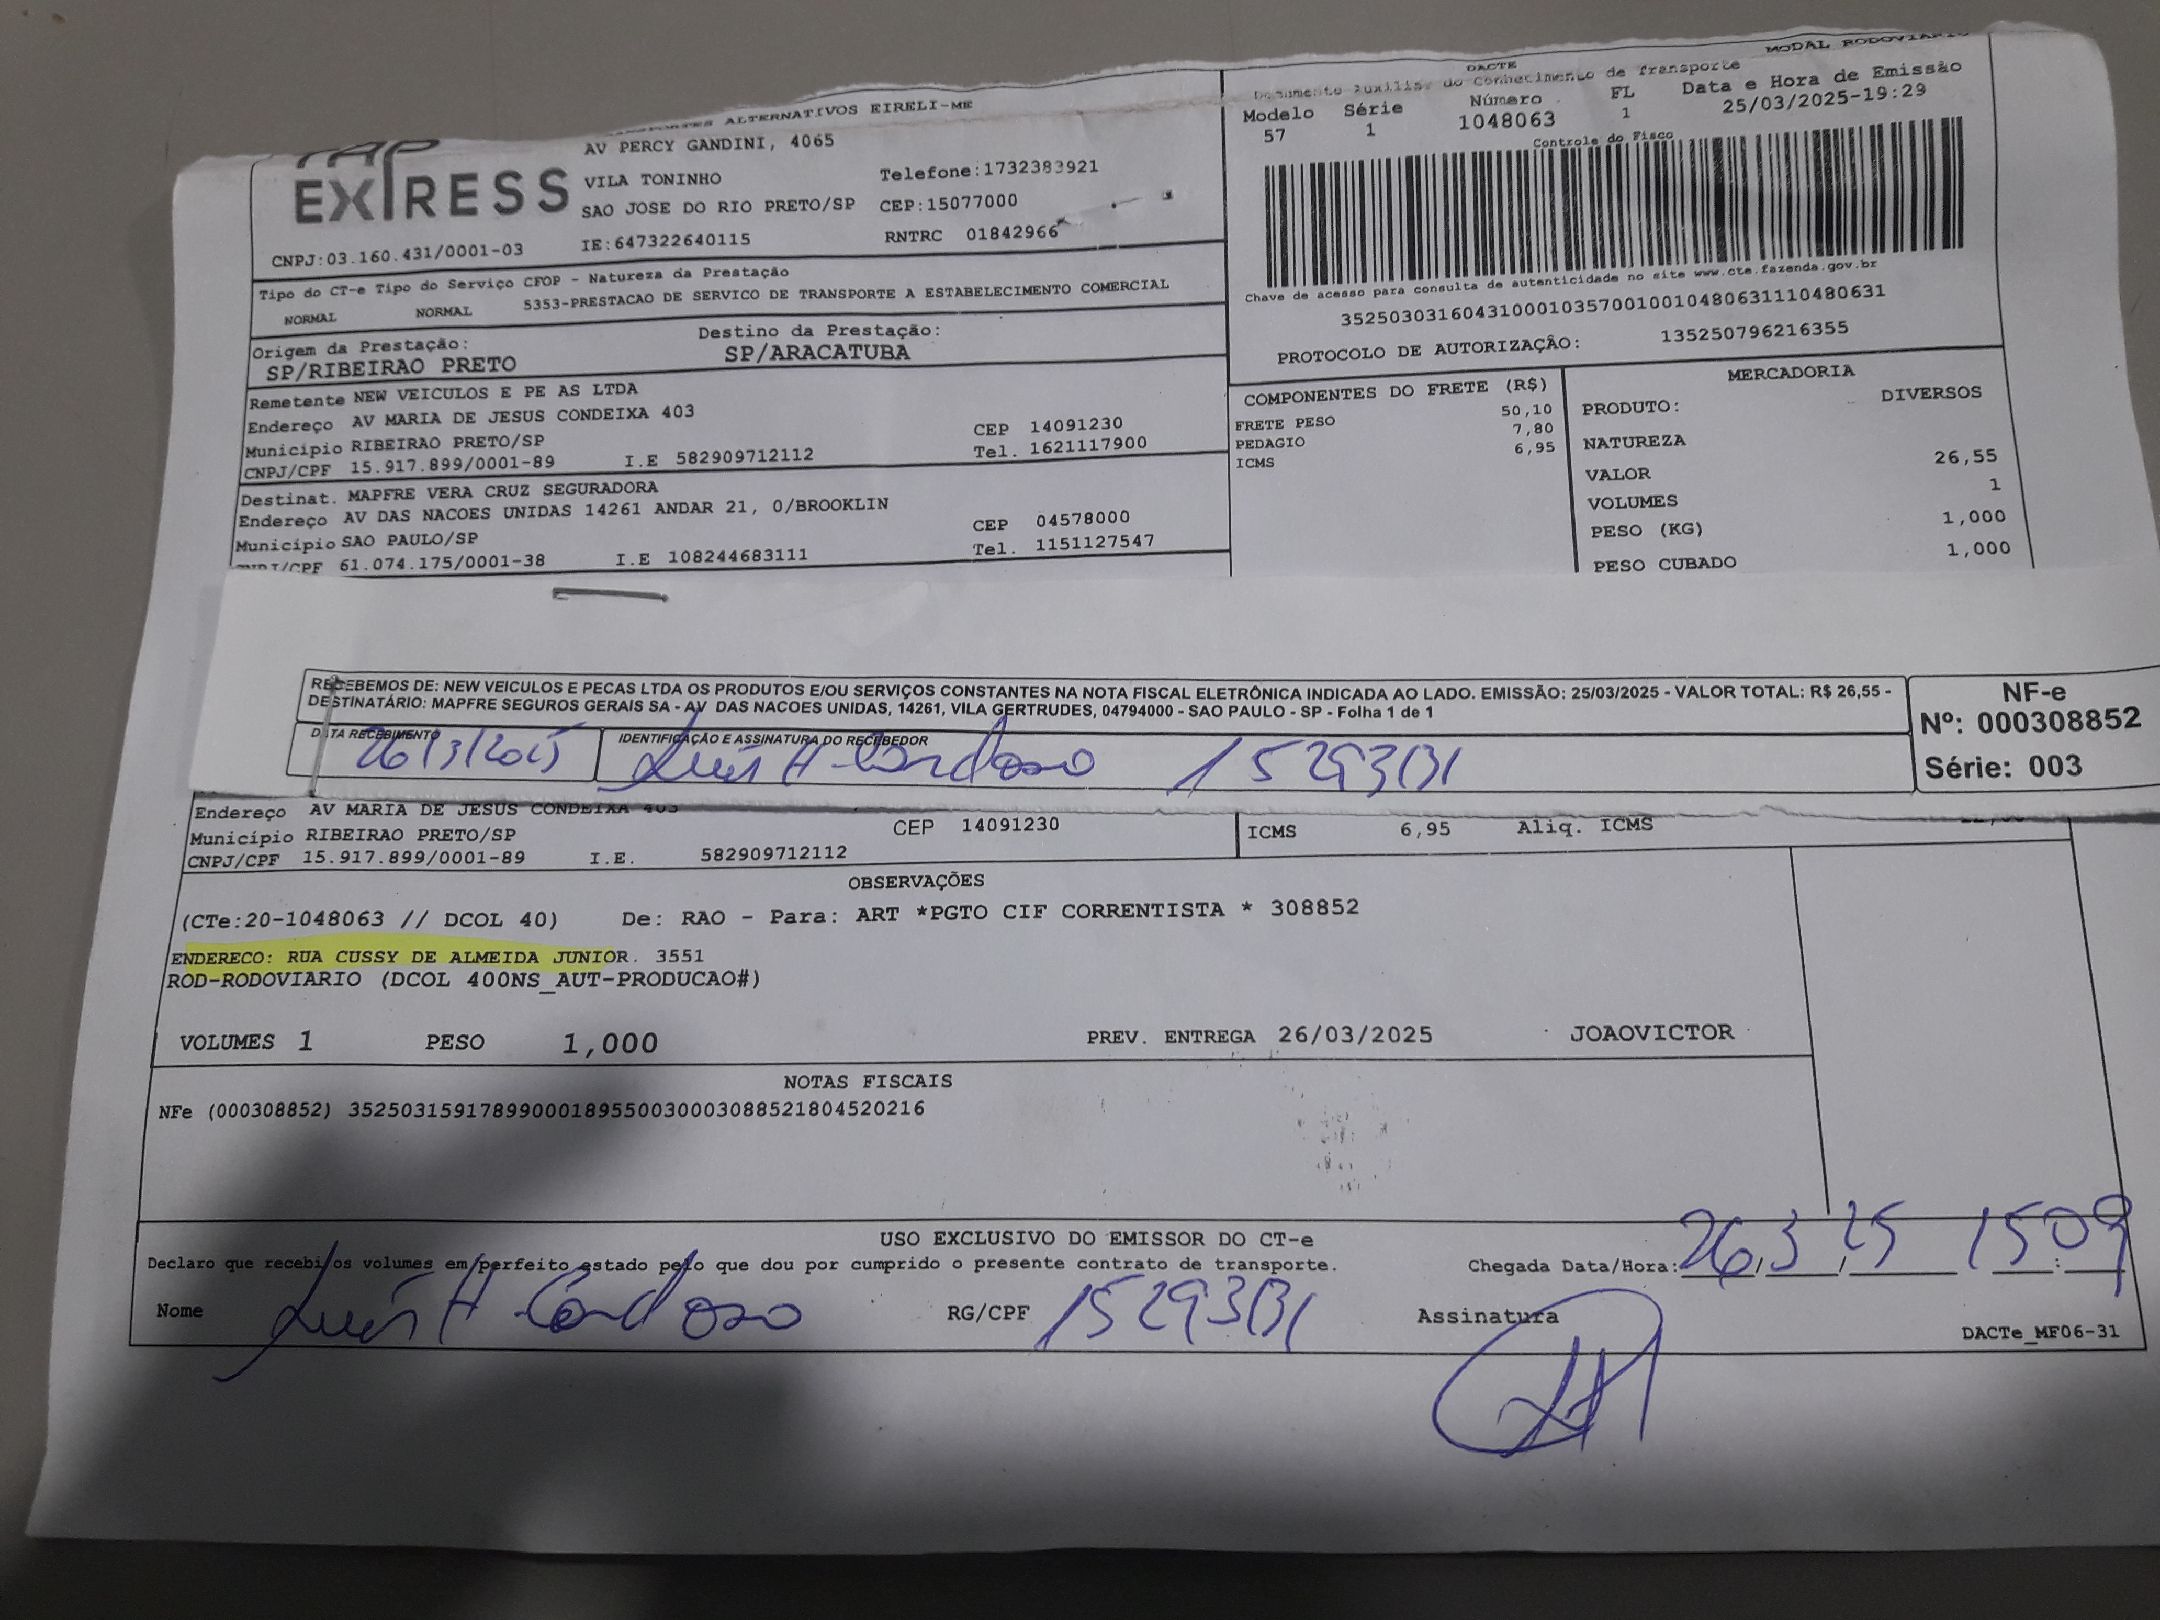 MODAL RODOVIARIO
DACTE
Documento Auxiliar do Conhecimento de Transporte
Modelo Série Número FL Data e Hora de Emissão
57 1 1048063 1 25/03/2025-19:29
Controle do Fisco
ALTERNATIVOS EIRELI-ME
EXPRESS
AV PERCY GANDINI, 4065
VILA TONINHO Telefone:1732383921
SAO JOSE DO RIO PRETO/SP CEP:15077000
CNPJ:03.160.431/0001-03 IE:647322640115 RNTRC 01842966
Chave de acesso para consulta de autenticidade no site www.cte.fazenda.gov.br
35250303160431000103570010010480631110480631
PROTOCOLO DE AUTORIZAÇÃO: 135250796216355
Tipo do CT-e Tipo do Serviço CFOP - Natureza da Prestação
NORMAL NORMAL 5353-PRESTACAO DE SERVICO DE TRANSPORTE A ESTABELECIMENTO COMERCIAL
Origem da Prestação: Destino da Prestação:
SP/RIBEIRAO PRETO SP/ARACATUBA
Remetente NEW VEICULOS E PE AS LTDA
Endereço AV MARIA DE JESUS CONDEIXA 403 CEP 14091230
Município RIBEIRAO PRETO/SP Tel. 1621117900
CNPJ/CPF 15.917.899/0001-89 I.E 582909712112
Destinat. MAPFRE VERA CRUZ SEGURADORA
Endereço AV DAS NACOES UNIDAS 14261 ANDAR 21, 0/BROOKLIN CEP 04578000
Município SAO PAULO/SP Tel. 1151127547
CNPJ/CPF 61.074.175/0001-38 I.E 108244683111
COMPONENTES DO FRETE (R$)
FRETE PESO 50,10
PEDAGIO 7,80
ICMS 6,95
MERCADORIA
PRODUTO: DIVERSOS
NATUREZA
VALOR 26,55
VOLUMES 1
PESO (KG) 1,000
PESO CUBADO 1,000
RECEBEMOS DE: NEW VEICULOS E PECAS LTDA OS PRODUTOS E/OU SERVIÇOS CONSTANTES NA NOTA FISCAL ELETRÔNICA INDICADA AO LADO. EMISSÃO: 25/03/2025 - VALOR TOTAL: R$ 26,55 -
DESTINATÁRIO: MAPFRE SEGUROS GERAIS SA - AV DAS NACOES UNIDAS, 14261, VILA GERTRUDES, 04794000 - SAO PAULO - SP - Folha 1 de 1
NF-e
Nº: 000308852
Série: 003
DATA RECEBIMENTO IDENTIFICAÇÃO E ASSINATURA DO RECEBEDOR
26/3/2025 Luis H Cardoso 15293131
Endereço AV MARIA DE JESUS CONDEIXA 403
Município RIBEIRAO PRETO/SP CEP 14091230
CNPJ/CPF 15.917.899/0001-89 I.E. 582909712112
ICMS 6,95 Aliq. ICMS
OBSERVAÇÕES
(CTe:20-1048063 // DCOL 40) De: RAO - Para: ART *PGTO CIF CORRENTISTA * 308852
ENDERECO: RUA CUSSY DE ALMEIDA JUNIOR. 3551
ROD-RODOVIARIO (DCOL 400NS_AUT-PRODUCAO#)
VOLUMES 1 PESO 1,000 PREV. ENTREGA 26/03/2025 JOAOVICTOR
NOTAS FISCAIS
NFe (000308852) 35250315917899000189550030003088521804520216
USO EXCLUSIVO DO EMISSOR DO CT-e
Declaro que recebi os volumes em perfeito estado pelo que dou por cumprido o presente contrato de transporte. Chegada Data/Hora: 26/3/25 15:09
Nome Luis H Cardoso RG/CPF 15293131 Assinatura
DACTe_MF06-31